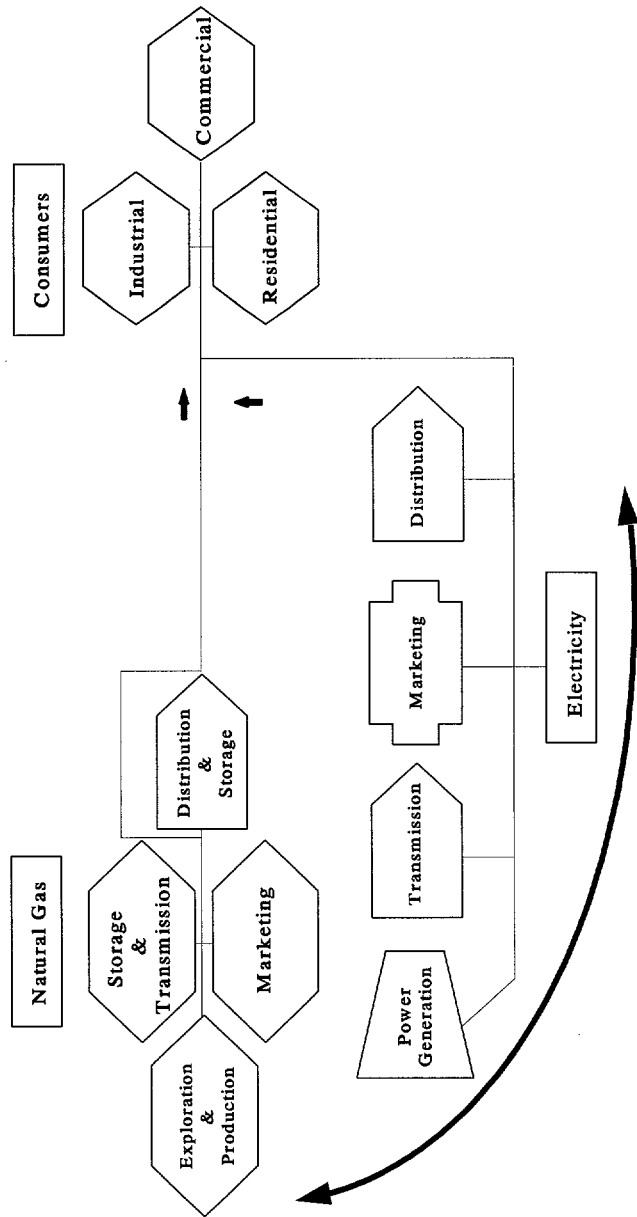 Natural Gas
Consumers
Exploration
&
Production
Storage
&
Transmission
Marketing
Distribution
&
Storage
Industrial
Residential
Commercial
Power
Generation
Transmission
Marketing
Distribution
Electricity